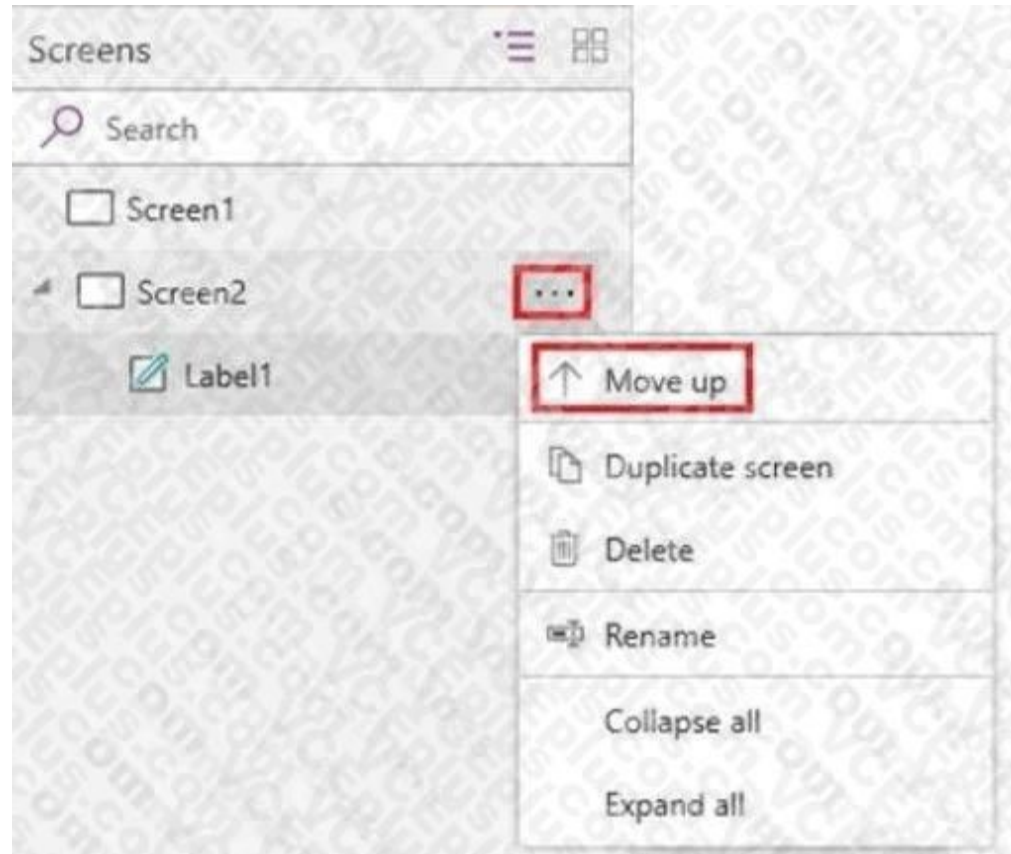 Screens
Search
Screen1
Screen2 ...
Label1
Move up
Duplicate screen
Delete
Rename
Collapse all
Expand all